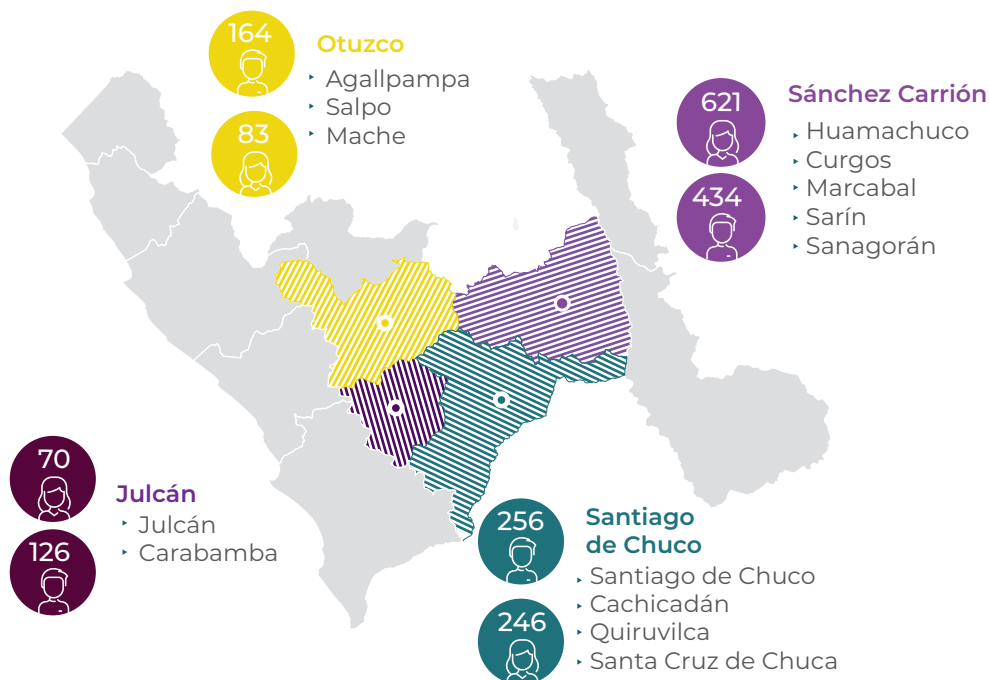 164
83
Otuzco
Agallpampa
Salpo
Mache
621
434
Sánchez Carrión
Huamachuco
Curgos
Marcabal
Sarín
Sanagorán
70
126
Julcán
Julcán
Carabamba
256
246
Santiago
de Chuco
Santiago de Chuco
Cachicadán
Quiruvilca
Santa Cruz de Chuca